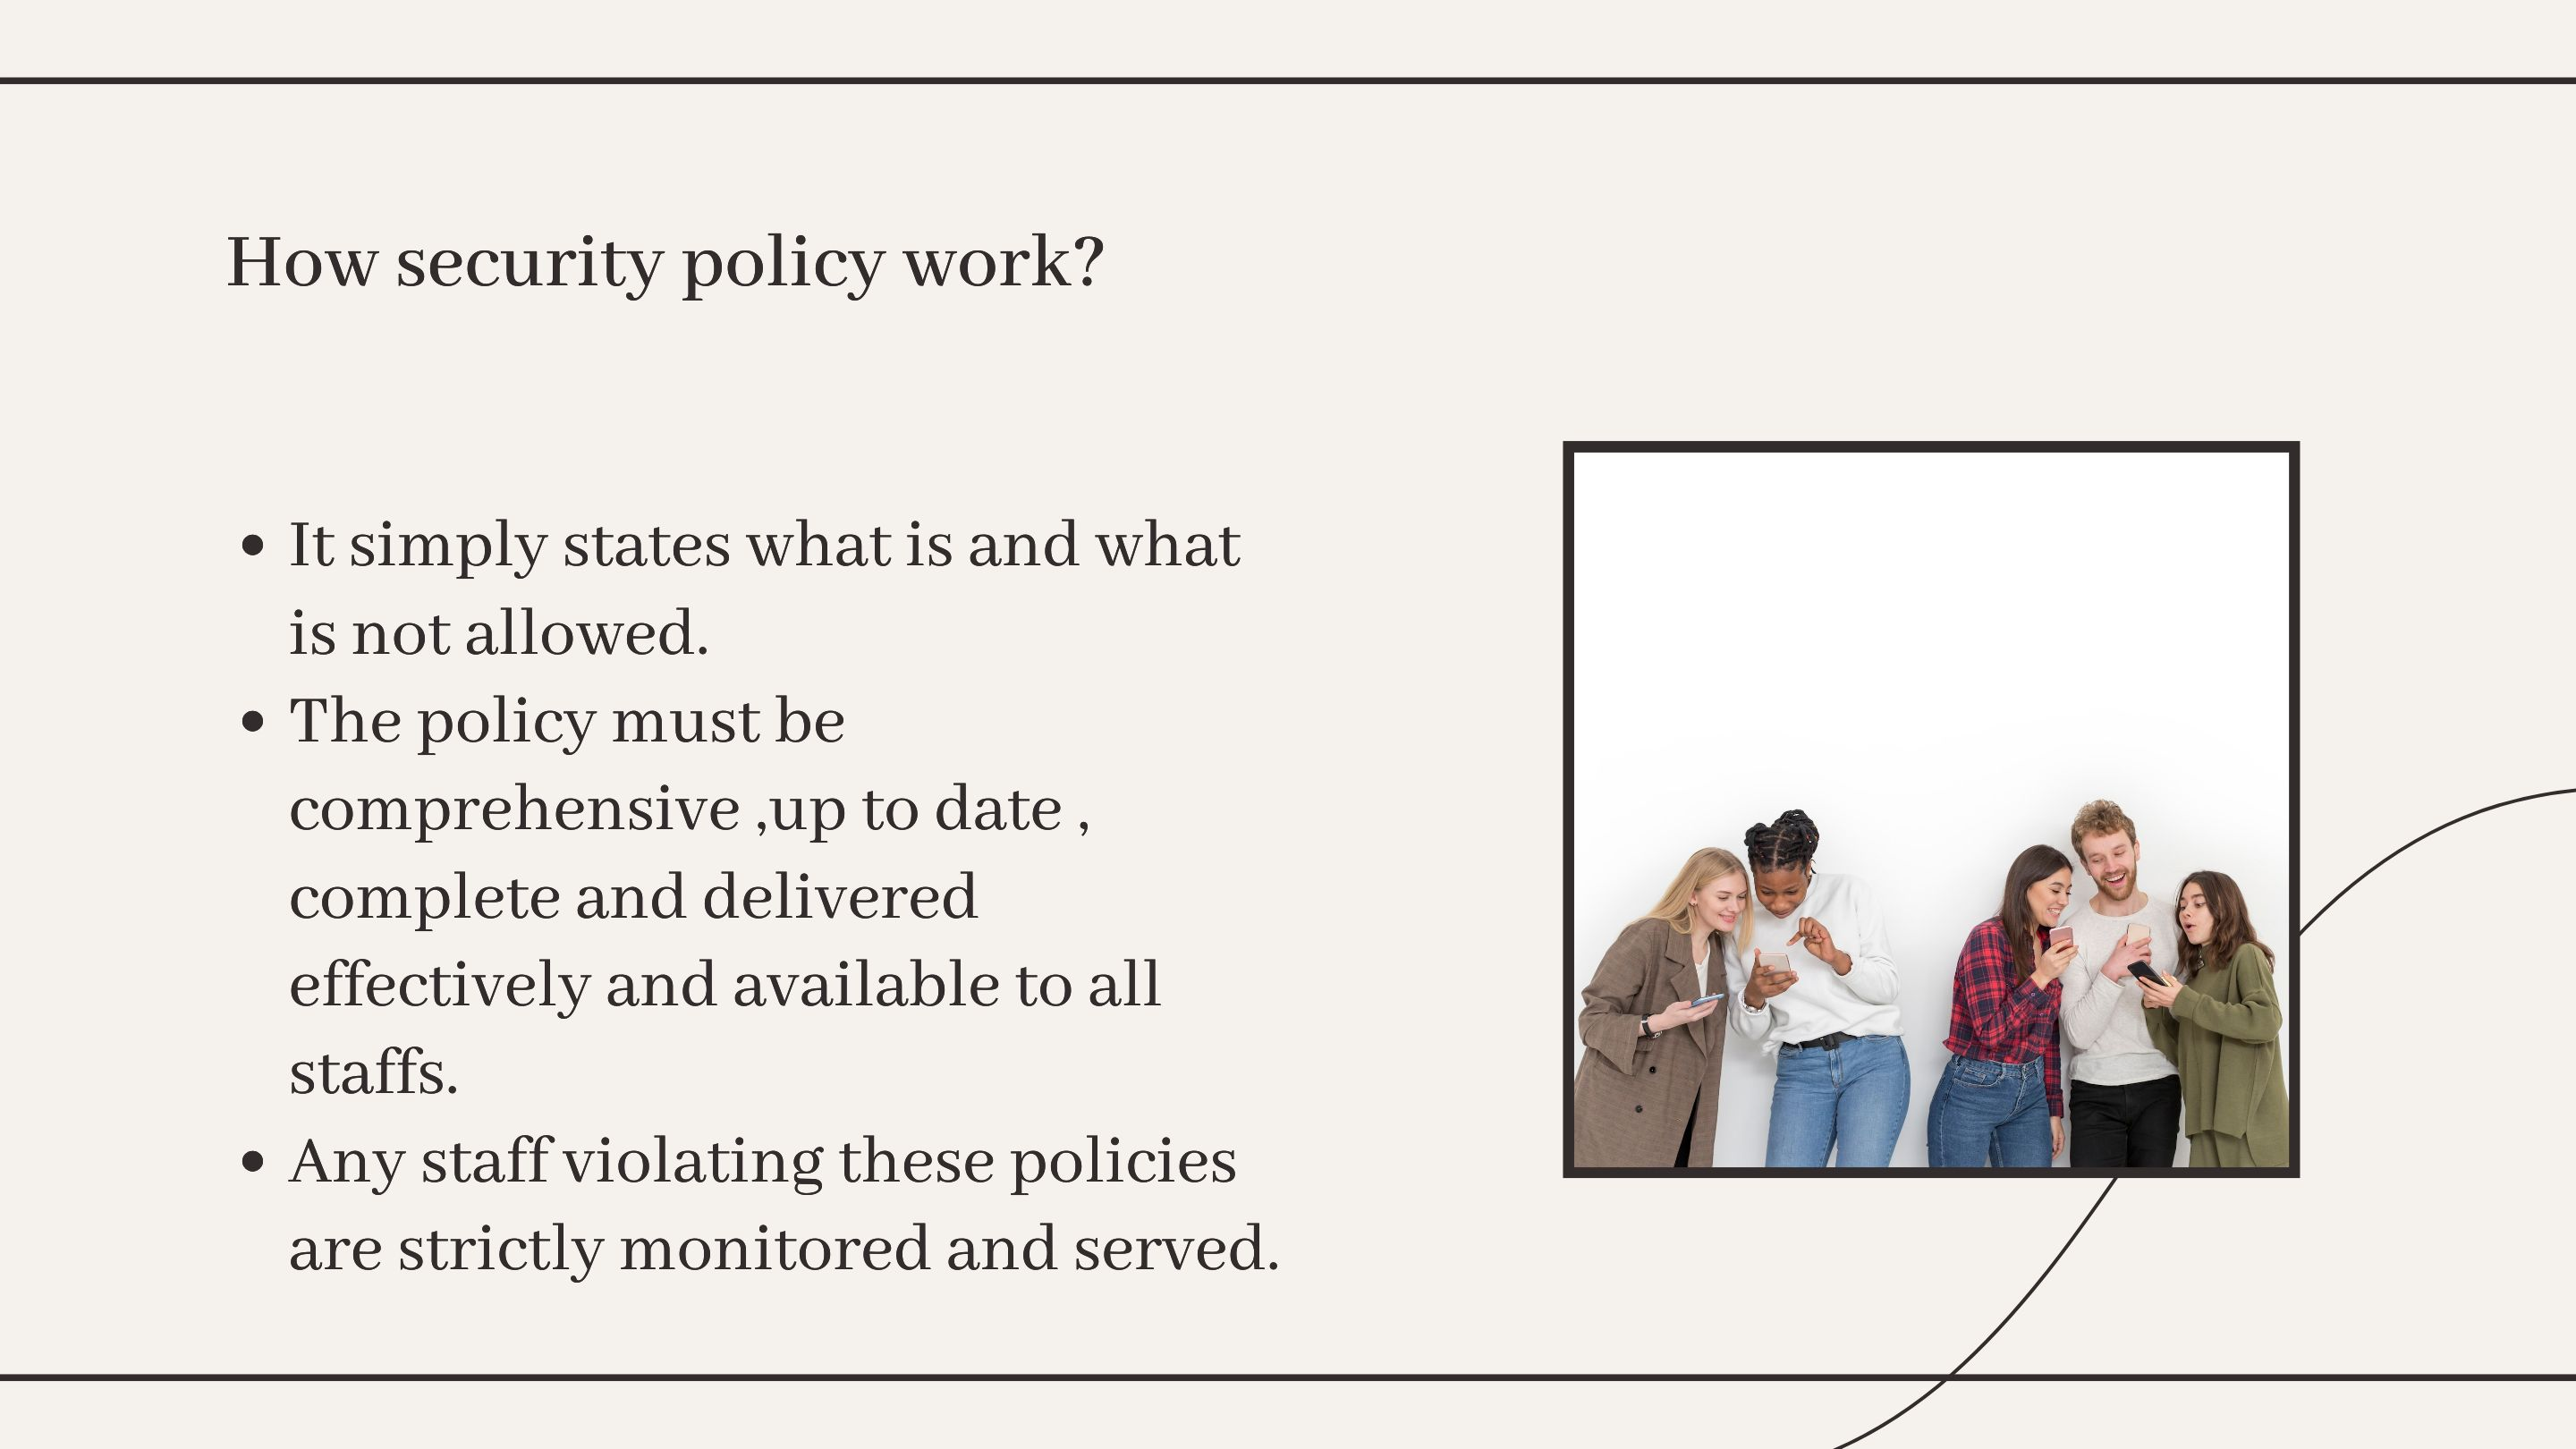 How security policy work?
It simply states what is and what
is not allowed.
The policy must be
comprehensive ,up to date ,
complete and delivered
effectively and available to all
staffs.
Any staff violating these policies
are strictly monitored and served.